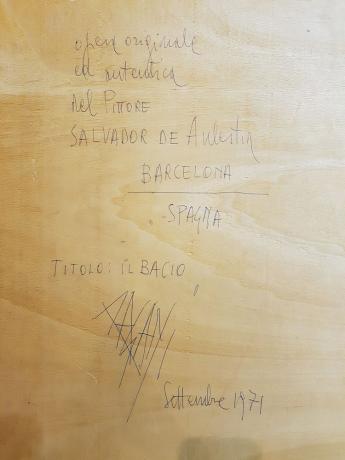 opera originale
ed autentica
del PITTORE
SALVADOR DE Aulestia
BARCELONA
SPAGNA
TITOLO: IL BACIO
Settembre 1971